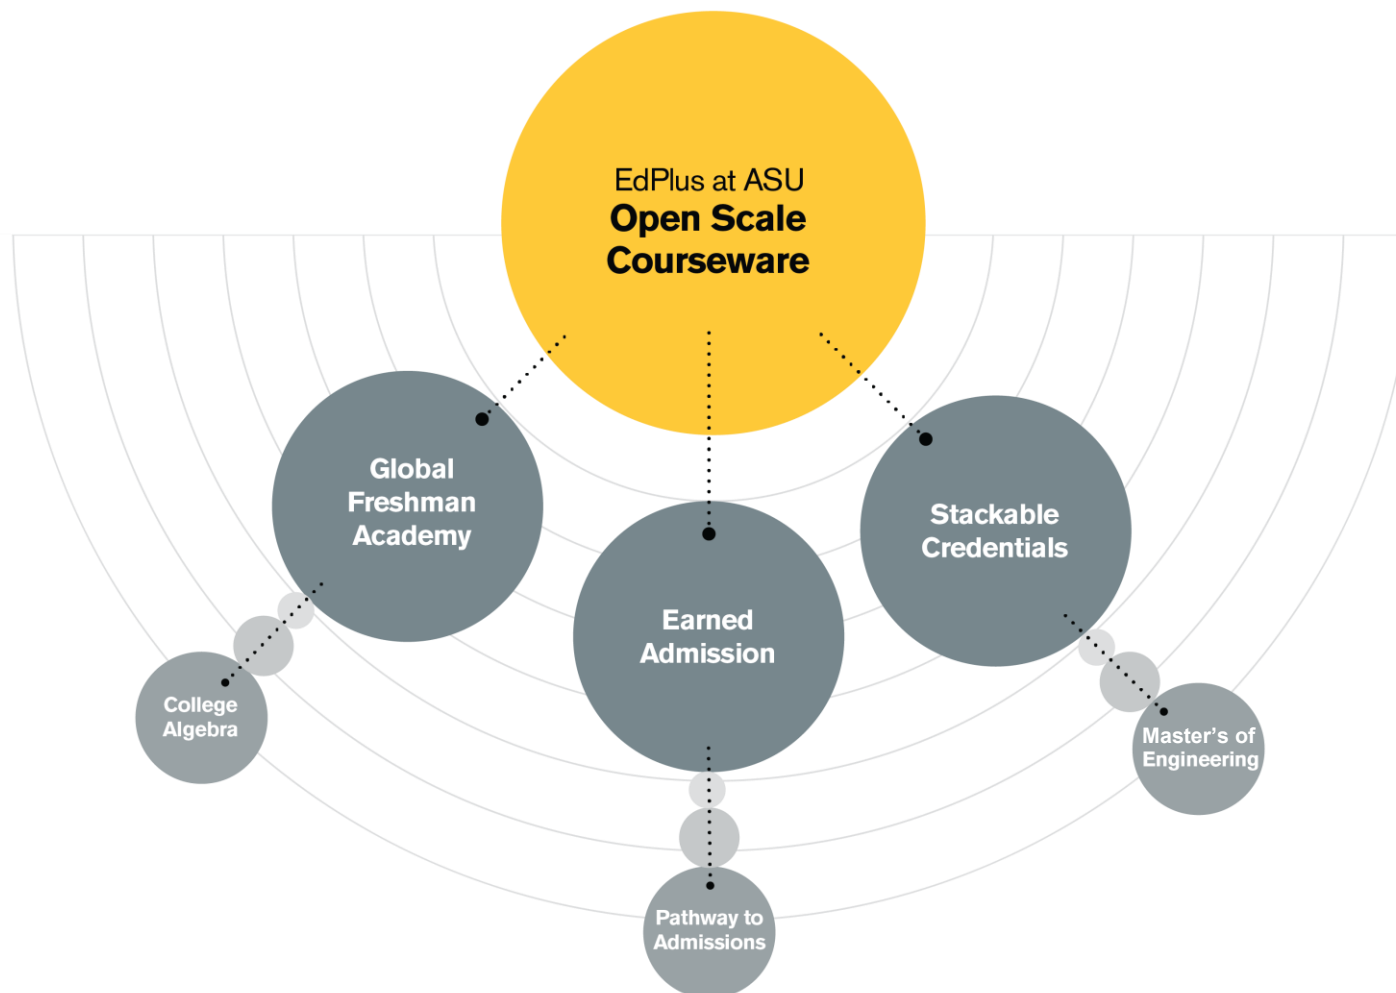 EdPlus at ASU
Open Scale
Courseware
Global
Freshman
Academy
Earned
Admission
Stackable
Credentials
College
Algebra
Pathway to
Admissions
Master's of
Engineering